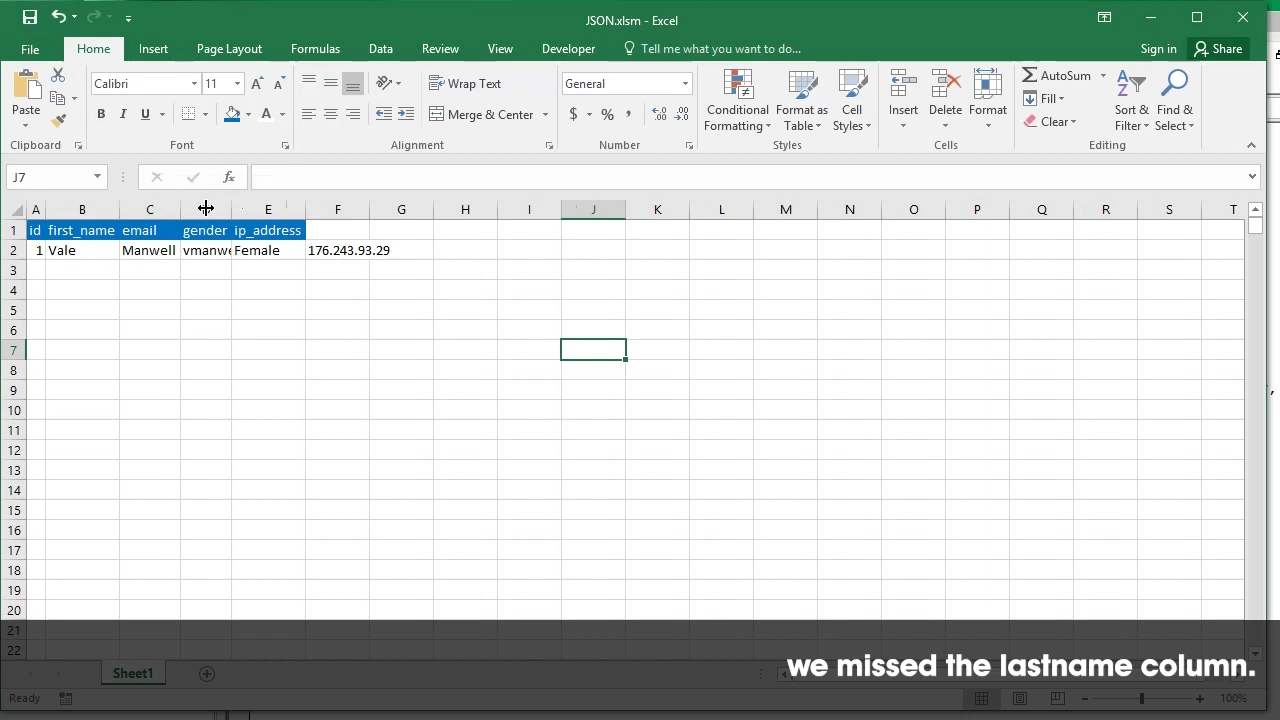 JSON.xlsm - Excel
File Home Insert Page Layout Formulas Data Review View Developer Tell me what you want to do... Sign in Share
Paste
Clipboard
Calibri 11
B I U A
Font
Wrap Text
Merge & Center
Alignment
General
$ % ,
Number
Conditional Formatting
Format as Table
Cell Styles
Styles
Insert Delete Format
Cells
AutoSum
Fill
Clear
Sort & Filter
Find & Select
Editing
J7 fx
A B C E F G H I J K L M N O P Q R S T
1 id first_name email gender ip_address
2 1 Vale Manwell vmanwe Female 176.243.93.29
3
4
5
6
7
8
9
10
11
12
13
14
15
16
17
18
19
20
21
22
we missed the lastname column.
Sheet1
Ready 100%